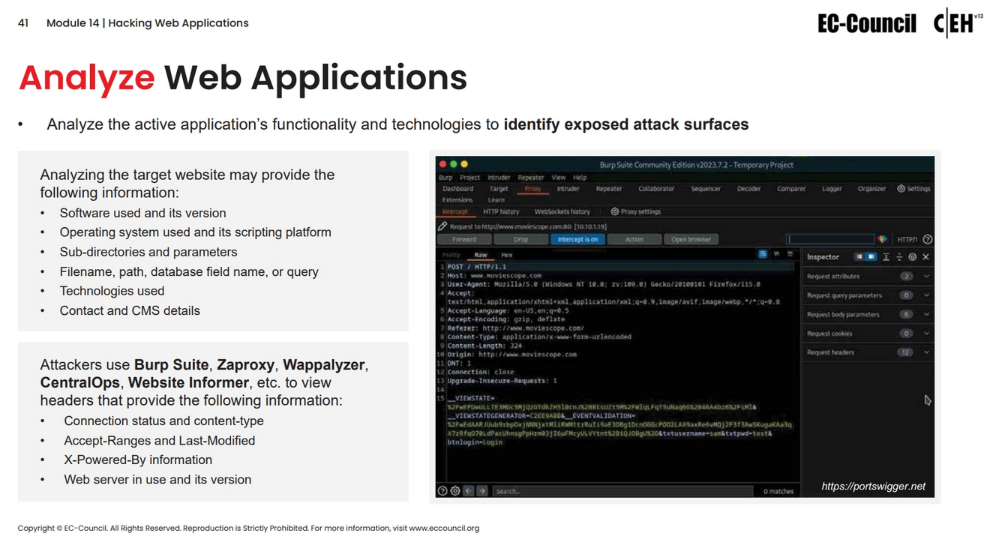 41 Module 14 | Hacking Web Applications
EC-Council C|EH v13
Analyze Web Applications
• Analyze the active application's functionality and technologies to identify exposed attack surfaces
Analyzing the target website may provide the
following information:
• Software used and its version
• Operating system used and its scripting platform
• Sub-directories and parameters
• Filename, path, database field name, or query
• Technologies used
• Contact and CMS details
Attackers use Burp Suite, Zaproxy, Wappalyzer,
CentralOps, Website Informer, etc. to view
headers that provide the following information:
• Connection status and content-type
• Accept-Ranges and Last-Modified
• X-Powered-By information
• Web server in use and its version
Burp Suite Community Edition v2023.7.2 - Temporary Project
Burp Project Intruder Repeater View Help
Dashboard Target Proxy Intruder Repeater Collaborator Sequencer Decoder Comparer Logger Organizer Settings
Extensions Learn
Intercept HTTP history WebSockets history Proxy settings
Request to http://www.moviescope.com:80 [10.10.1.19]
Forward Drop Intercept is on Action Open browser HTTP/1
Pretty Raw Hex
1 POST / HTTP/1.1
2 Host: www.moviescope.com
3 User-Agent: Mozilla/5.0 (Windows NT 10.0; rv:109.0) Gecko/20100101 Firefox/115.0
4 Accept:
text/html,application/xhtml+xml,application/xml;q=0.9,image/avif,image/webp,*/*;q=0.8
5 Accept-Language: en-US,en;q=0.5
6 Accept-Encoding: gzip, deflate
7 Referer: http://www.moviescope.com/
8 Content-Type: application/x-www-form-urlencoded
9 Content-Length: 324
10 Origin: http://www.moviescope.com
11 DNT: 1
12 Connection: close
13 Upgrade-Insecure-Requests: 1
14
15 __VIEWSTATE=
__VIEWSTATEGENERATOR=C2EE9ABB&__EVENTVALIDATION=
&txtusername=sam&txtpwd=test&
btnlogin=Login
Inspector
Request attributes 2
Request query parameters 0
Request body parameters 6
Request cookies 0
Request headers 12
Search... 0 matches
https://portswigger.net
Copyright © EC-Council. All Rights Reserved. Reproduction is Strictly Prohibited. For more information, visit www.eccouncil.org